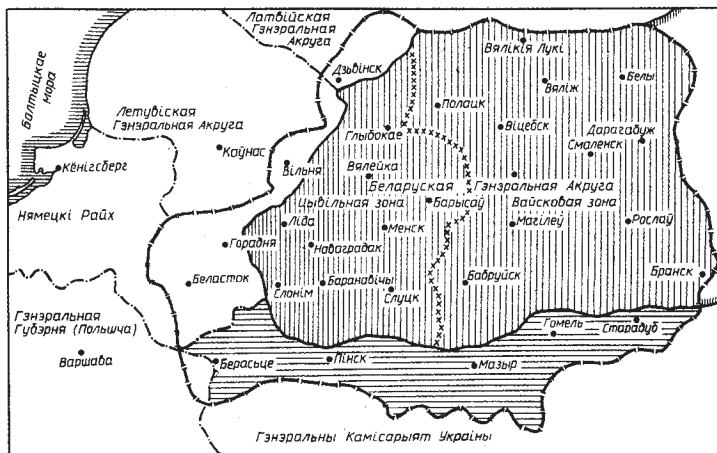 Латвійская
Гэнэральная
Акруга
Балтыцкае
мора
Дзьвінск
Вялікія Лукі
Вяліж
Белы
Летувіская
Гэнэральная Акруга
Полацк
Глыбокае
Віцебск
Дарагабуж
Смаленск
Коўнас
Кёнігсберг
Вільня
Вялейка
Беларуская
Гэнэральная Акруга
Цывільная зона
Барысаў
Вайсковая зона
Нямецкі Райх
Ліда
Менск
Магілеў
Рослаў
Горадня
Наваградак
Беласток
Слонім
Баранавічы
Слуцк
Бабруйск
Бранск
Гэнэральная
Губэрня (Польшча)
Гомель
Старадуб
Варшава
Берасьце
Пінск
Мазыр
Гэнэральны Камісарыят Украіны